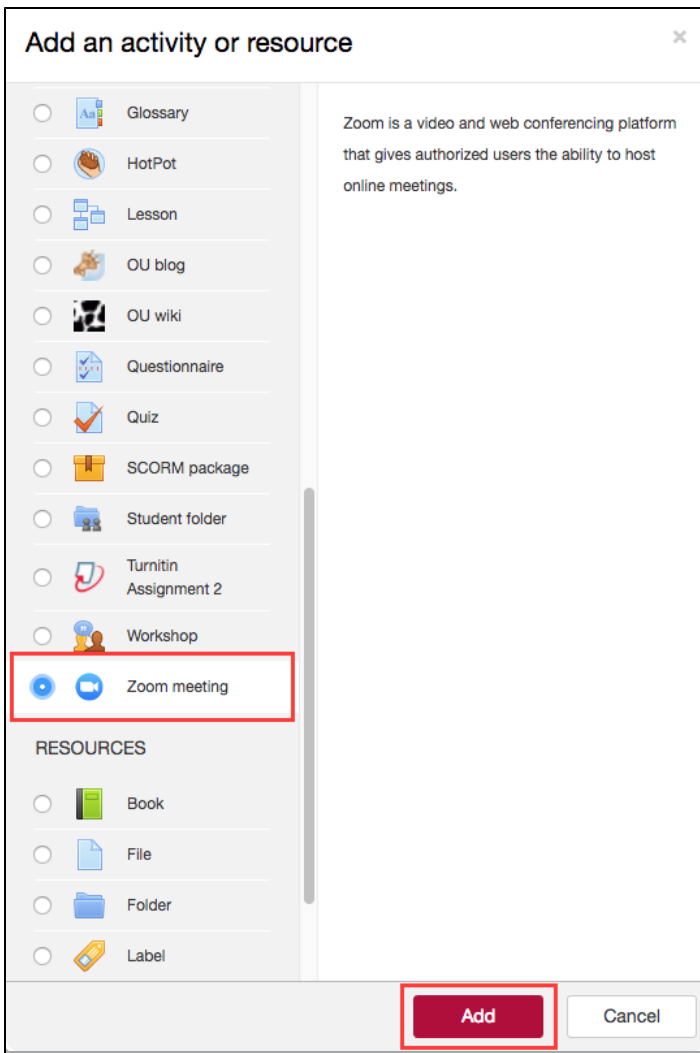 Add an activity or resource
×
Glossary
HotPot
Lesson
OU blog
OU wiki
Questionnaire
Quiz
SCORM package
Student folder
Turnitin
Assignment 2
Workshop
Zoom meeting
RESOURCES
Book
File
Folder
Label
Zoom is a video and web conferencing platform
that gives authorized users the ability to host
online meetings.
Add
Cancel